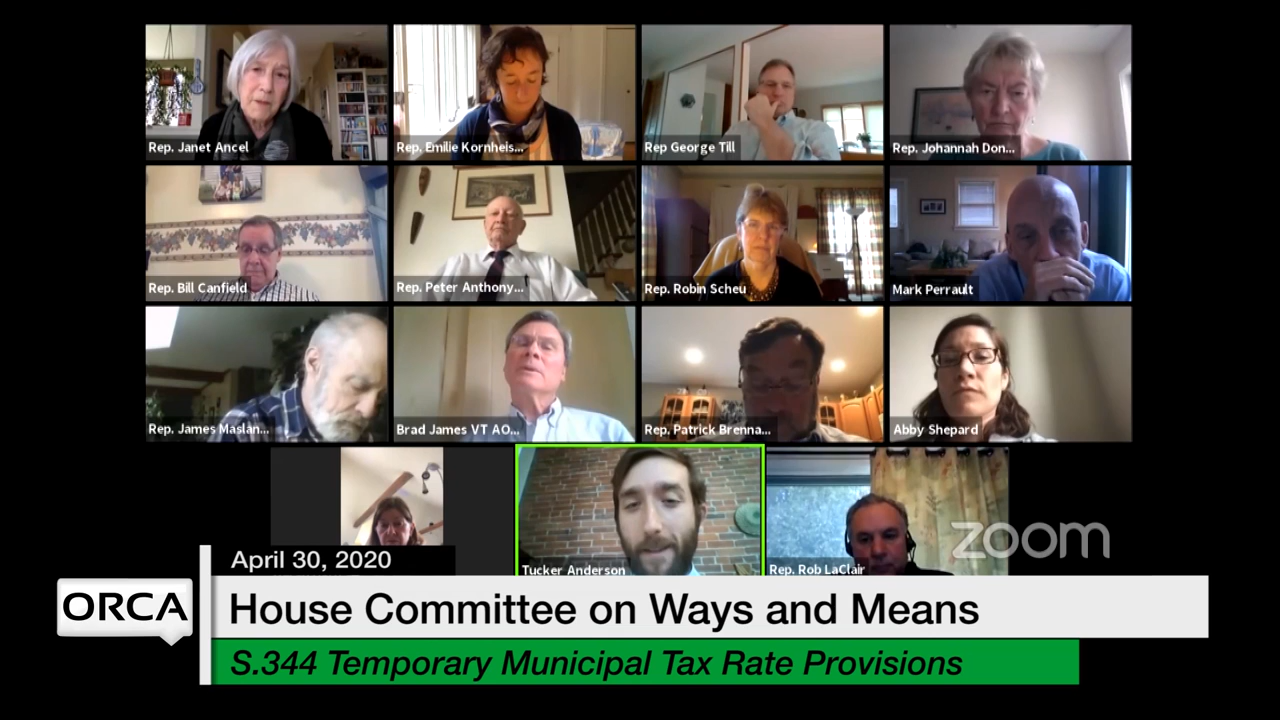 Rep. Janet Ancel
Rep. Emilie Kornheis...
Rep George Till
Rep. Johannah Don...
Rep. Bill Canfield
Rep. Peter Anthony...
Rep. Robin Scheu
Mark Perrault
Rep. James Maslan...
Brad James VT AO...
Rep. Patrick Brenna...
Abby Shepard
Tucker Anderson
Rep. Rob LaClair
zoom
April 30, 2020
ORCA
House Committee on Ways and Means
S.344 Temporary Municipal Tax Rate Provisions